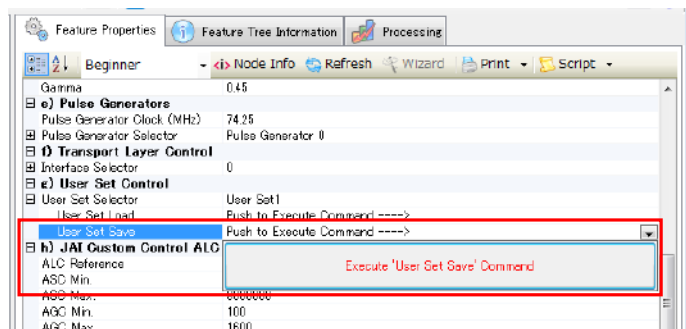 Feature Properties Feature Tree Information Processing
Beginner <i> Node Info Refresh Wizard Print Script
Gamma 0.45
e) Pulse Generators
Pulse Generator Clock (MHz) 74.25
Pulse Generator Selector Pulse Generator 0
f) Transport Layer Control
Interface Selector 0
g) User Set Control
User Set Selector User Set1
User Set Load Push to Execute Command ---->
User Set Save Push to Execute Command ---->
h) JAI Custom Control ALC
ALC Reference
Execute 'User Set Save' Command
ASC Min.
ASC Max.
AGC Min. 100
AGC Max. 1600